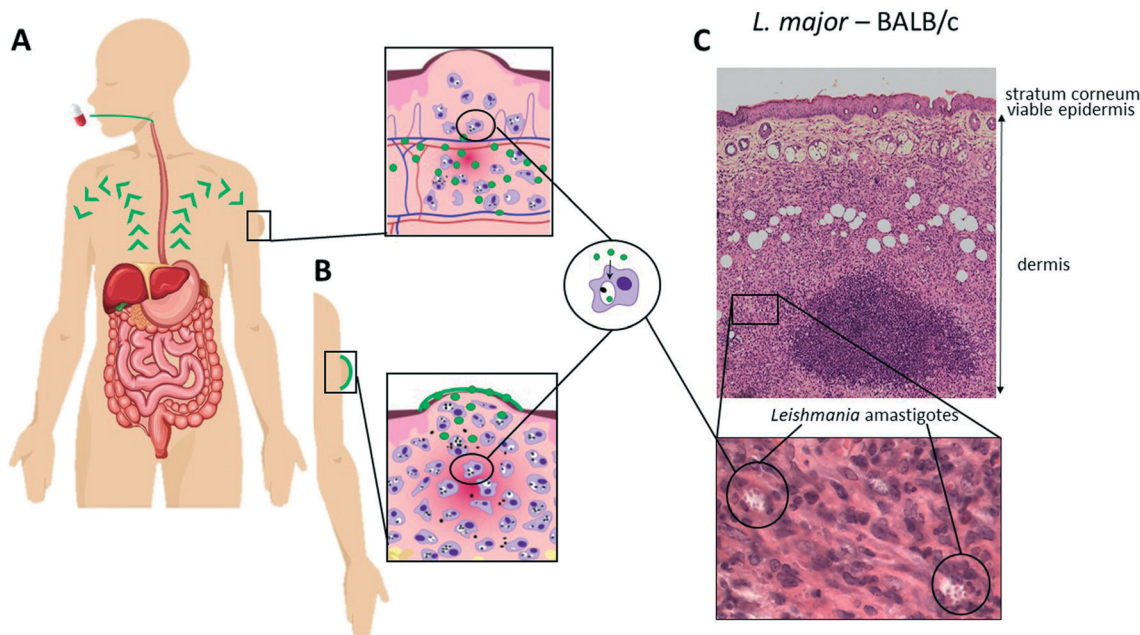 A
B
C
L. major – BALB/c
stratum corneum
viable epidermis
dermis
Leishmania amastigotes